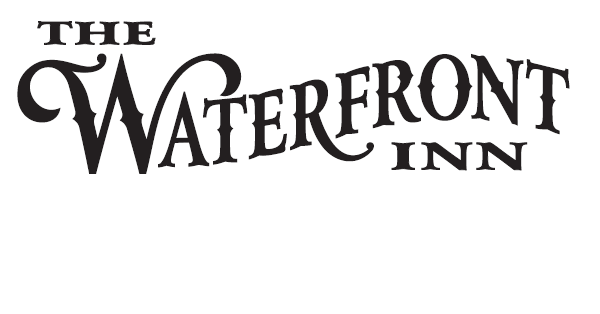 THE
WATERFRONT
INN